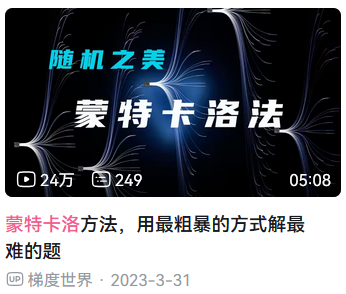 随机之美
蒙特卡洛法
24万 249 05:08
蒙特卡洛方法，用最粗暴的方式解最
难的题
UP 梯度世界 · 2023-3-31